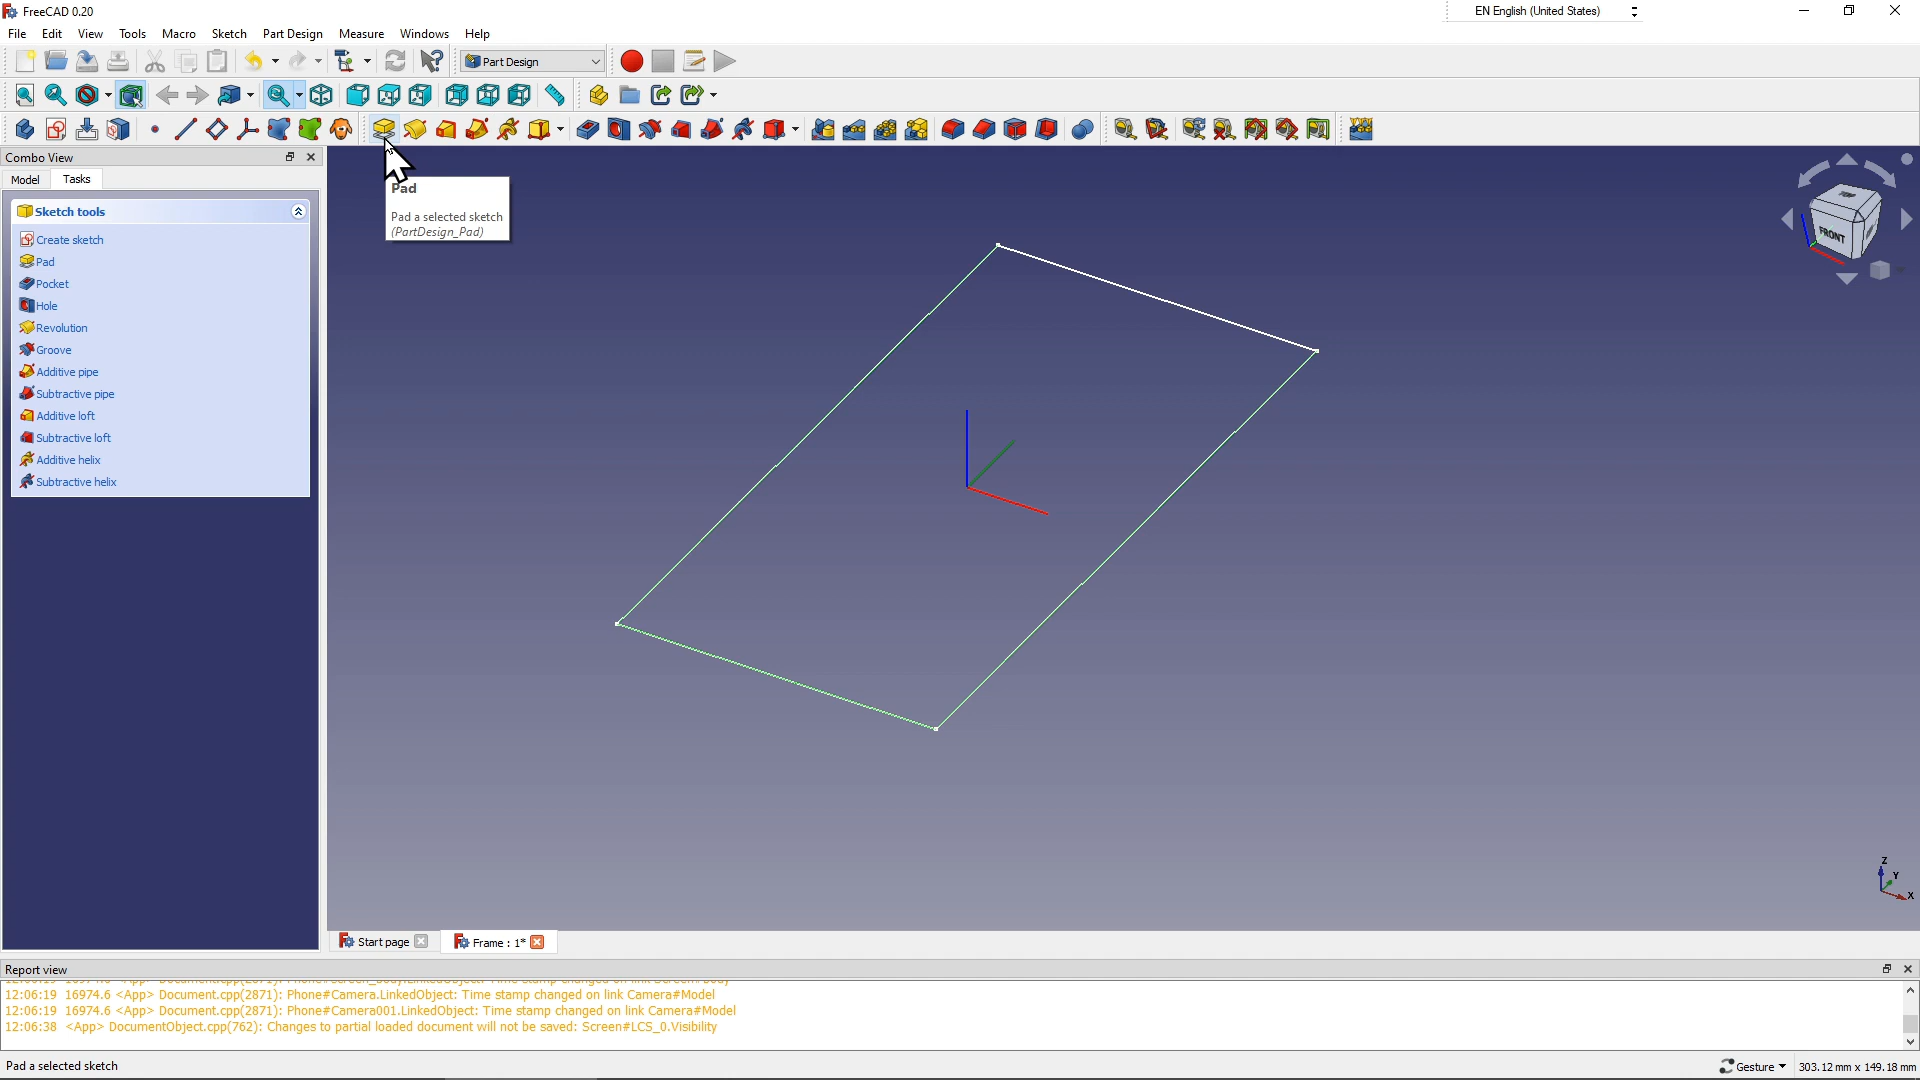 FreeCAD 0.20
EN English (United States)
File Edit View Tools Macro Sketch Part Design Measure Windows Help
Part Design
Combo View
Model Tasks
Sketch tools
Create sketch
Pad
Pocket
Hole
Revolution
Groove
Additive pipe
Subtractive pipe
Additive loft
Subtractive loft
Additive helix
Subtractive helix
Pad
Pad a selected sketch
(PartDesign_Pad)
FRONT
Z
Y
X
Start page
Frame : 1*
Report view
12:06:19 16974.6 <App> Document.cpp(2871): Phone#Camera.LinkedObject: Time stamp changed on link Camera#Model
12:06:19 16974.6 <App> Document.cpp(2871): Phone#Camera001.LinkedObject: Time stamp changed on link Camera#Model
12:06:38 <App> DocumentObject.cpp(762): Changes to partial loaded document will not be saved: Screen#LCS_0.Visibility
Pad a selected sketch
Gesture
303.12 mm x 149.18 mm